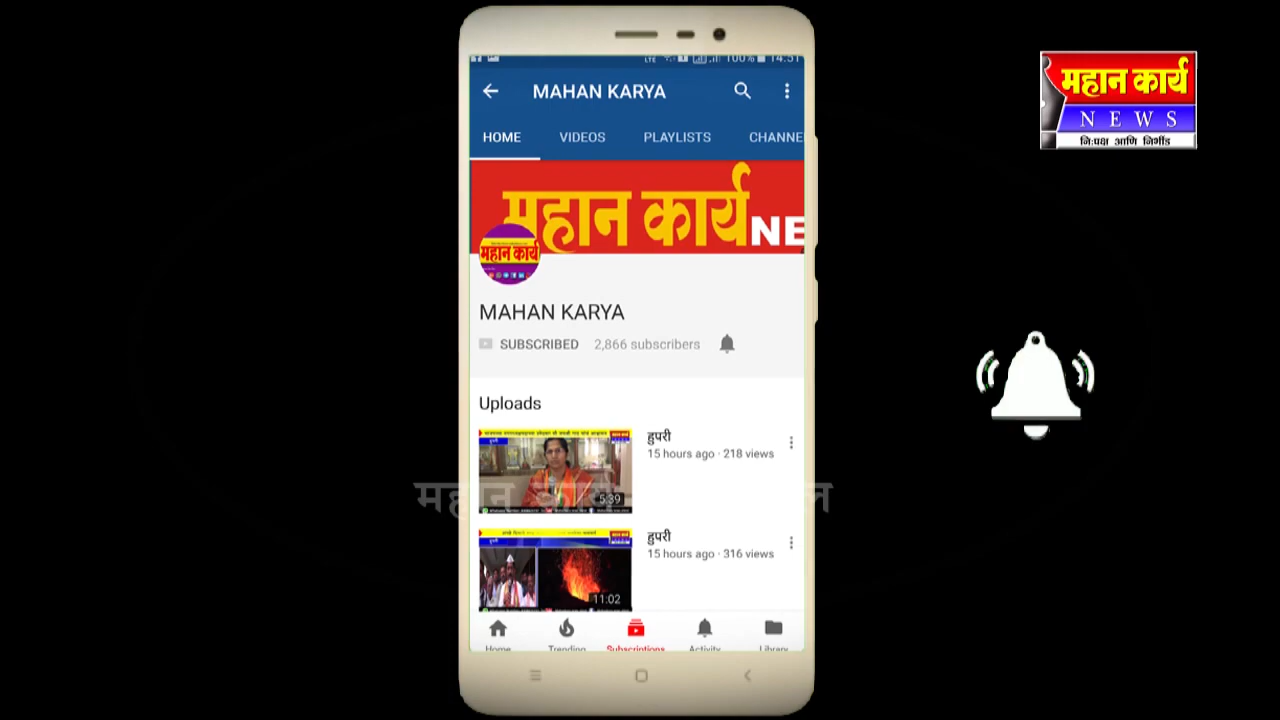 LTE 100% 14:51
MAHAN KARYA
HOME VIDEOS PLAYLISTS CHANNE
महान कार्य NE
महान कार्य
MAHAN KARYA
SUBSCRIBED 2,866 subscribers
Uploads
हुपरी
15 hours ago · 218 views
5:39
महान कार्य
हुपरी
15 hours ago · 316 views
11:02
Home Trending Subscriptions Activity Library
महान कार्य
NEWS
नि:पक्ष आणि निर्भीड